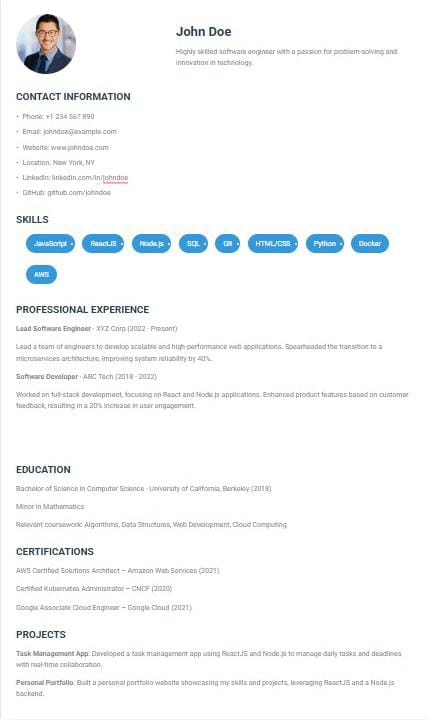 John Doe
Highly skilled software engineer with a passion for problem-solving and
innovation in technology.
CONTACT INFORMATION
• Phone: +1 234 567 890
• Email: johndoe@example.com
• Website: www.johndoe.com
• Location: New York, NY
• LinkedIn: linkedin.com/in/johndoe
• GitHub: github.com/johndoe
SKILLS
JavaScript • ReactJS • Node.js • SQL • Git • HTML/CSS • Python • Docker
AWS
PROFESSIONAL EXPERIENCE
Lead Software Engineer - XYZ Corp (2022 - Present)
Lead a team of engineers to develop scalable and high-performance web applications. Spearheaded the transition to a
microservices architecture, improving system reliability by 40%.
Software Developer - ABC Tech (2018 - 2022)
Worked on full-stack development, focusing on React and Node.js applications. Enhanced product features based on customer
feedback, resulting in a 20% increase in user engagement.
EDUCATION
Bachelor of Science in Computer Science - University of California, Berkeley (2018)
Minor in Mathematics
Relevant coursework: Algorithms, Data Structures, Web Development, Cloud Computing
CERTIFICATIONS
AWS Certified Solutions Architect – Amazon Web Services (2021)
Certified Kubernetes Administrator – CNCF (2020)
Google Associate Cloud Engineer – Google Cloud (2021)
PROJECTS
Task Management App: Developed a task management app using ReactJS and Node.js to manage daily tasks and deadlines
with real-time collaboration.
Personal Portfolio: Built a personal portfolio website showcasing my skills and projects, leveraging ReactJS and a Node.js
backend.